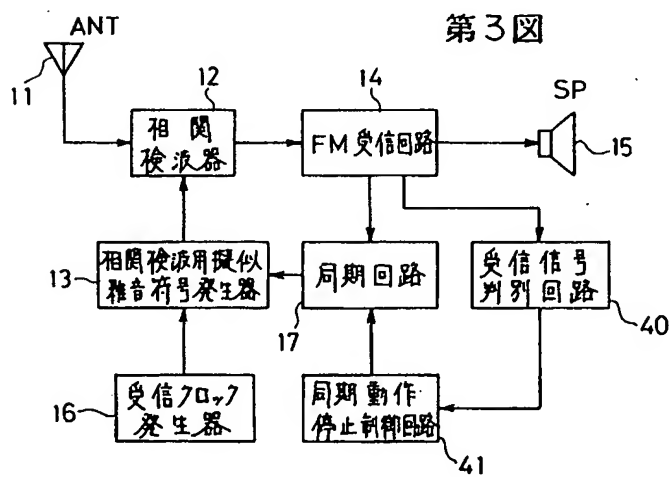 第3図
ANT
11
12
相関
検波器
14
FM受信回路
SP
15
13
相関検波用擬似
雑音符号発生器
同期回路
17
受信信号
判別回路
40
16
受信クロック
発生器
同期動作
停止制御回路
41